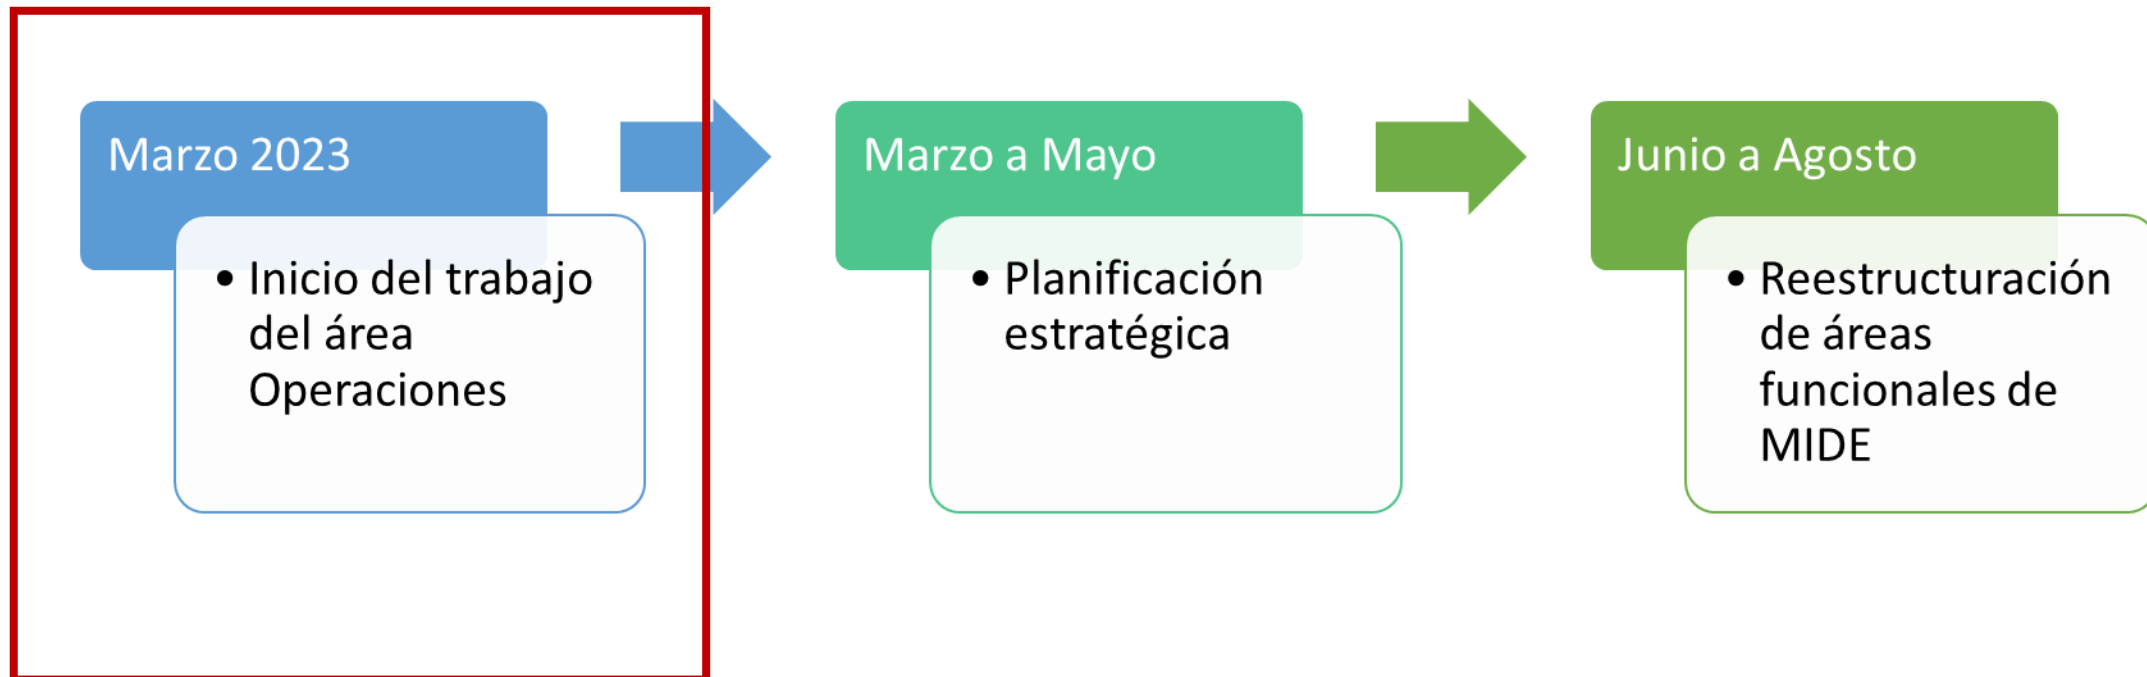 Marzo 2023
• Inicio del trabajo
del área
Operaciones
Marzo a Mayo
• Planificación
estratégica
Junio a Agosto
• Reestructuración
de áreas
funcionales de
MIDE